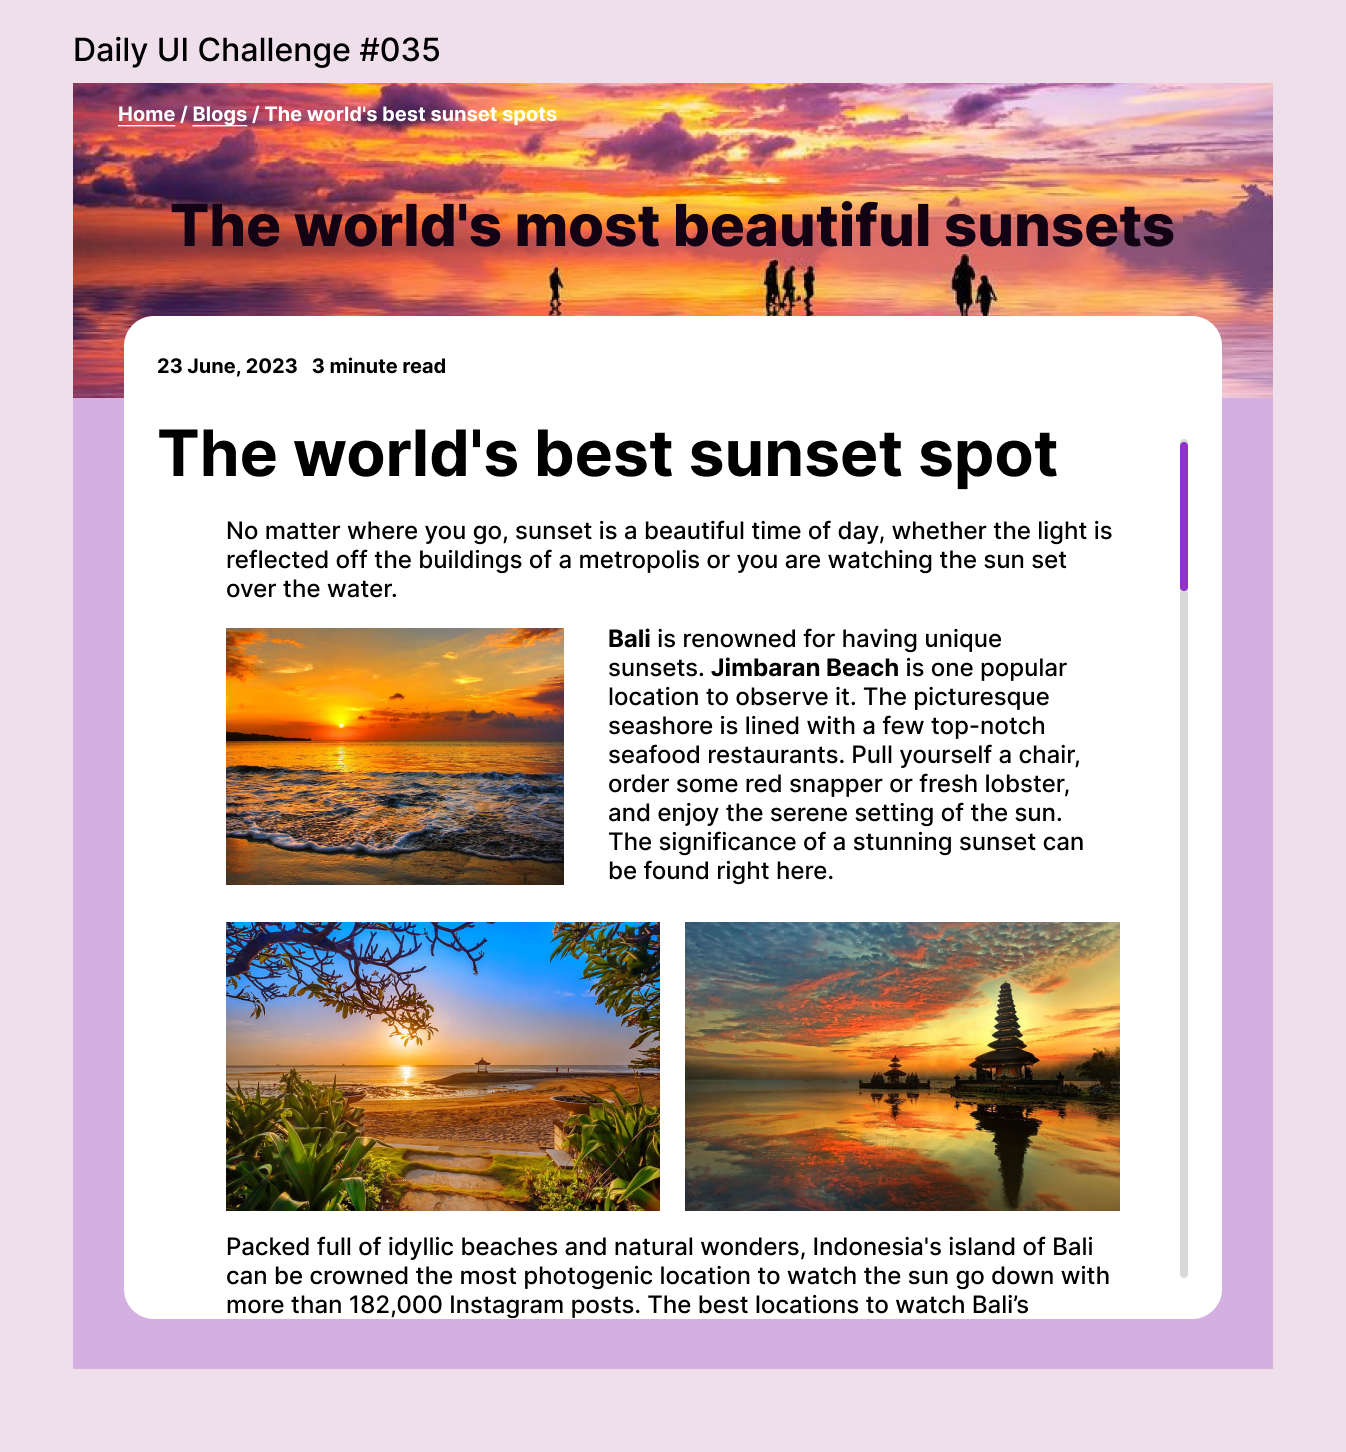 Daily UI Challenge #035
Home / Blogs / The world's best sunset spots
The world's most beautiful sunsets
23 June, 2023 3 minute read
The world's best sunset spot
No matter where you go, sunset is a beautiful time of day, whether the light is
reflected off the buildings of a metropolis or you are watching the sun set
over the water.
Bali is renowned for having unique
sunsets. Jimbaran Beach is one popular
location to observe it. The picturesque
seashore is lined with a few top-notch
seafood restaurants. Pull yourself a chair,
order some red snapper or fresh lobster,
and enjoy the serene setting of the sun.
The significance of a stunning sunset can
be found right here.
Packed full of idyllic beaches and natural wonders, Indonesia's island of Bali
can be crowned the most photogenic location to watch the sun go down with
more than 182,000 Instagram posts. The best locations to watch Bali’s